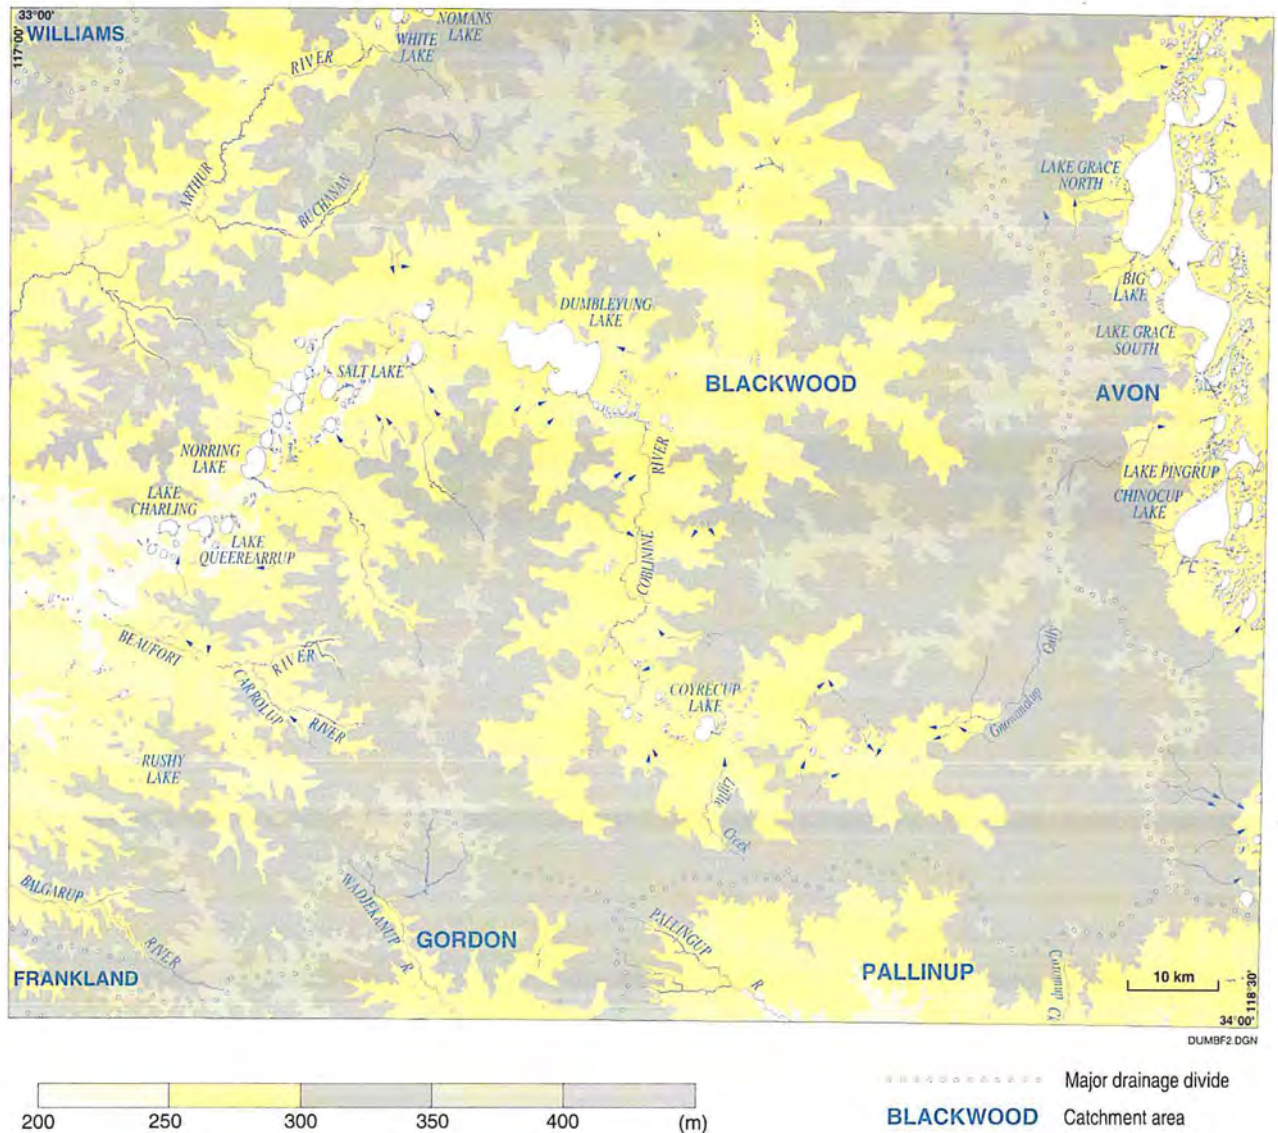 33°00'
117°00'
WILLIAMS
NOMANS
LAKE
WHITE
LAKE
RIVER
ARTHUR
BUCHANAN
LAKE GRACE
NORTH
BIG
LAKE
DUMBLEYUNG
LAKE
LAKE GRACE
SOUTH
SALT LAKE
BLACKWOOD
AVON
NORRING
LAKE
RIVER
LAKE PINGRUP
LAKE
CHARLING
CHINOCUP
LAKE
LAKE
QUEEREARRUP
COBLININE
BEAUFORT
RIVER
CARROLUP
RIVER
COYRECUP
LAKE
Gnowandup
Gully
RUSHY
LAKE
Little
Creek
BALGARUP
RIVER
WADJEKANUP R
GORDON
PALLINGUP
R
PALLINUP
FRANKLAND
10 km
118°30'
34°00'
DUMBF2.DGN
200
250
300
350
400
(m)
Major drainage divide
BLACKWOOD Catchment area